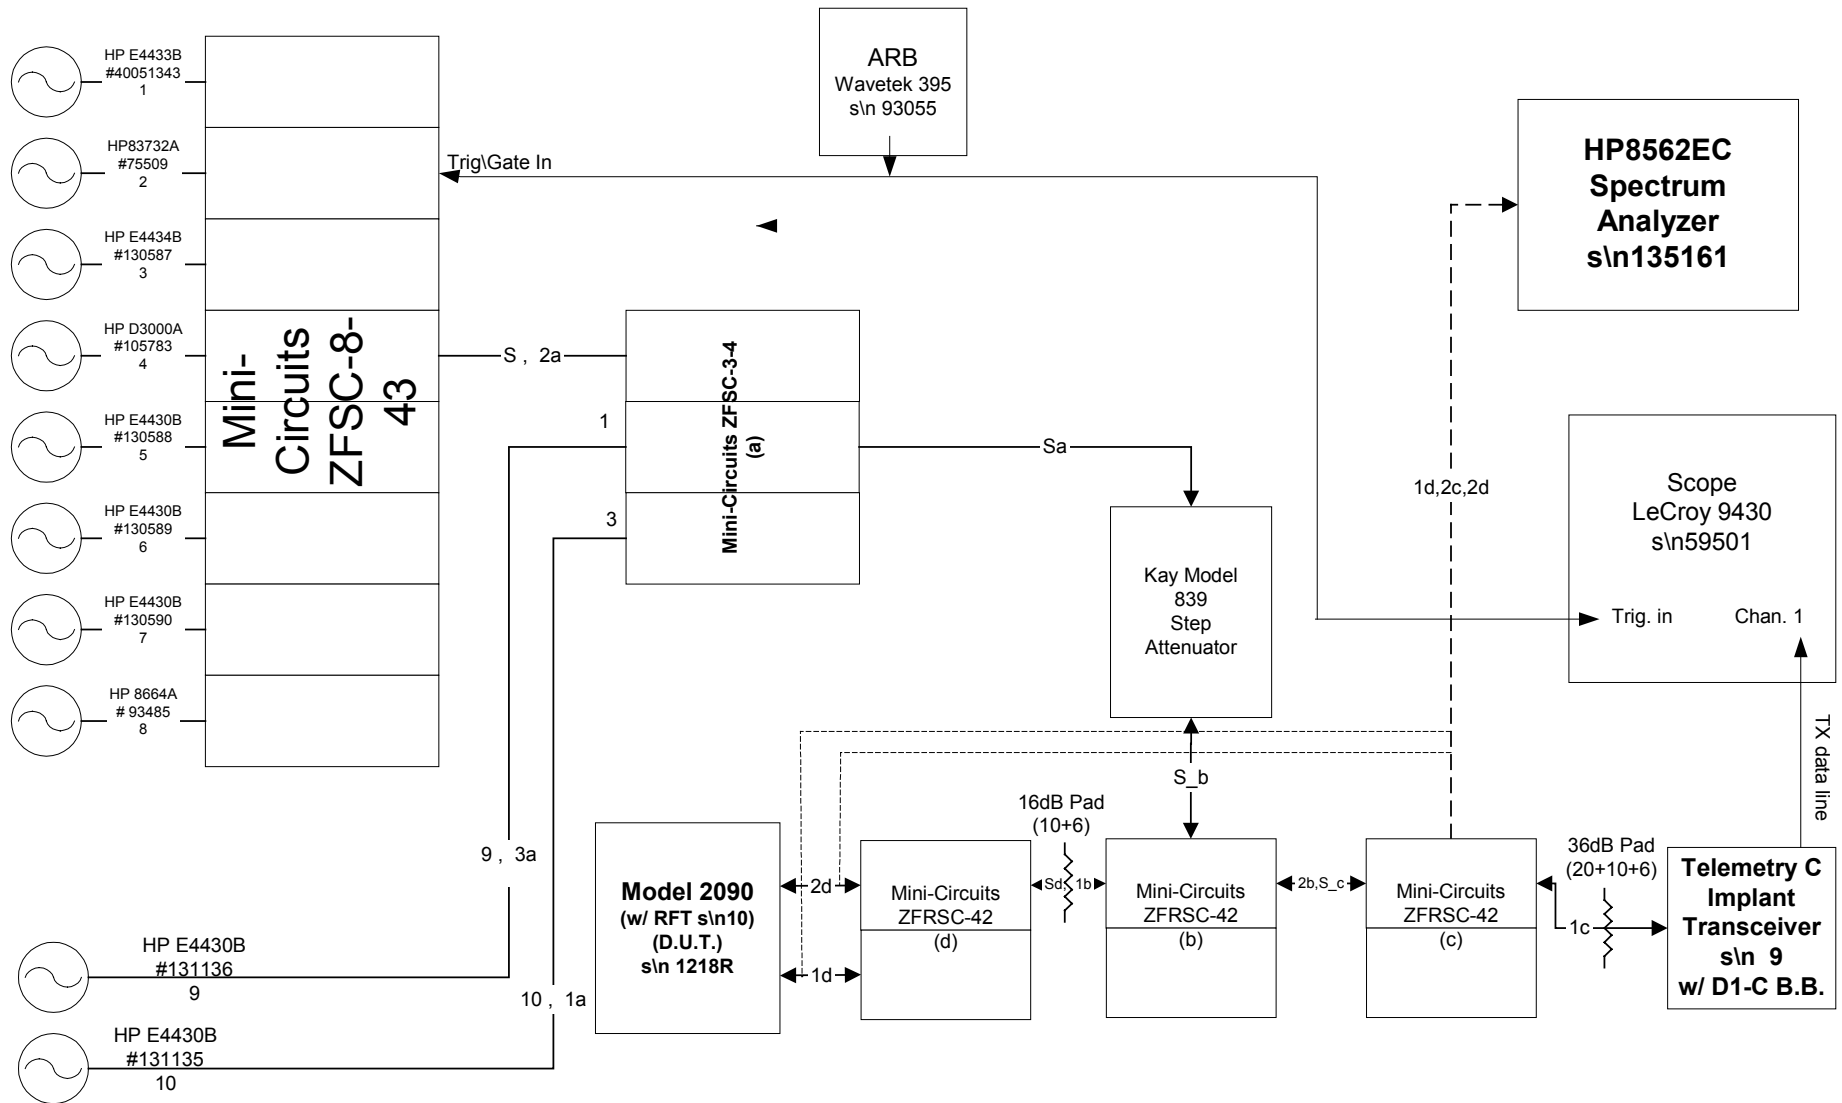 HP E4433B
#40051343
1
HP83732A
#75509
2
HP E4434B
#130587
3
HP D3000A
#105783
4
HP E4430B
#130588
5
HP E4430B
#130589
6
HP E4430B
#130590
7
HP 8664A
# 93485
8
Mini-
Circuits
ZFSC-8-
43
Trig\Gate In
ARB
Wavetek 395
s\n 93055
S , 2a
1
3
Mini-Circuits ZFSC-3-4
(a)
Sa
HP8562EC
Spectrum
Analyzer
s\n135161
1d,2c,2d
Scope
LeCroy 9430
s\n59501
Trig. in
Chan. 1
TX data line
Kay Model
839
Step
Attenuator
S_b
9 , 3a
10 , 1a
HP E4430B
#131136
9
HP E4430B
#131135
10
Model 2090
(w/ RFT s\n10)
(D.U.T.)
s\n 1218R
2d
1d
Mini-Circuits
ZFRSC-42
(d)
16dB Pad
(10+6)
Sd, 1b
Mini-Circuits
ZFRSC-42
(b)
2b,S_c
Mini-Circuits
ZFRSC-42
(c)
36dB Pad
(20+10+6)
1c
Telemetry C
Implant
Transceiver
s\n 9
w/ D1-C B.B.